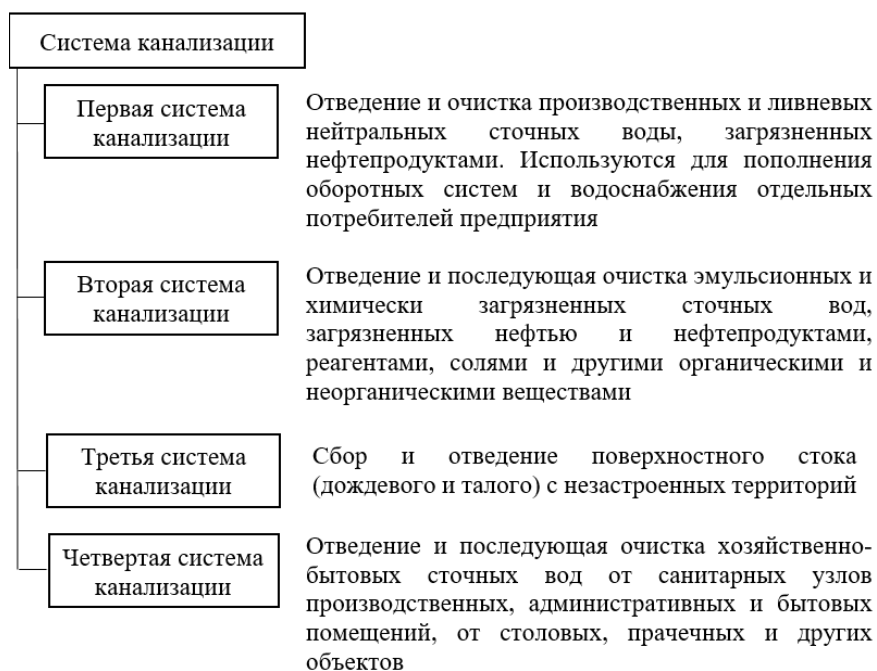 Система канализации
Первая система
канализации
Отведение и очистка производственных и ливневых
нейтральных сточных воды, загрязненных
нефтепродуктами. Используются для пополнения
оборотных систем и водоснабжения отдельных
потребителей предприятия
Вторая система
канализации
Отведение и последующая очистка эмульсионных и
химически загрязненных сточных вод,
загрязненных нефтью и нефтепродуктами,
реагентами, солями и другими органическими и
неорганическими веществами
Третья система
канализации
Сбор и отведение поверхностного стока
(дождевого и талого) с незастроенных территорий
Четвертая система
канализации
Отведение и последующая очистка хозяйственно-
бытовых сточных вод от санитарных узлов
производственных, административных и бытовых
помещений, от столовых, прачечных и других
объектов